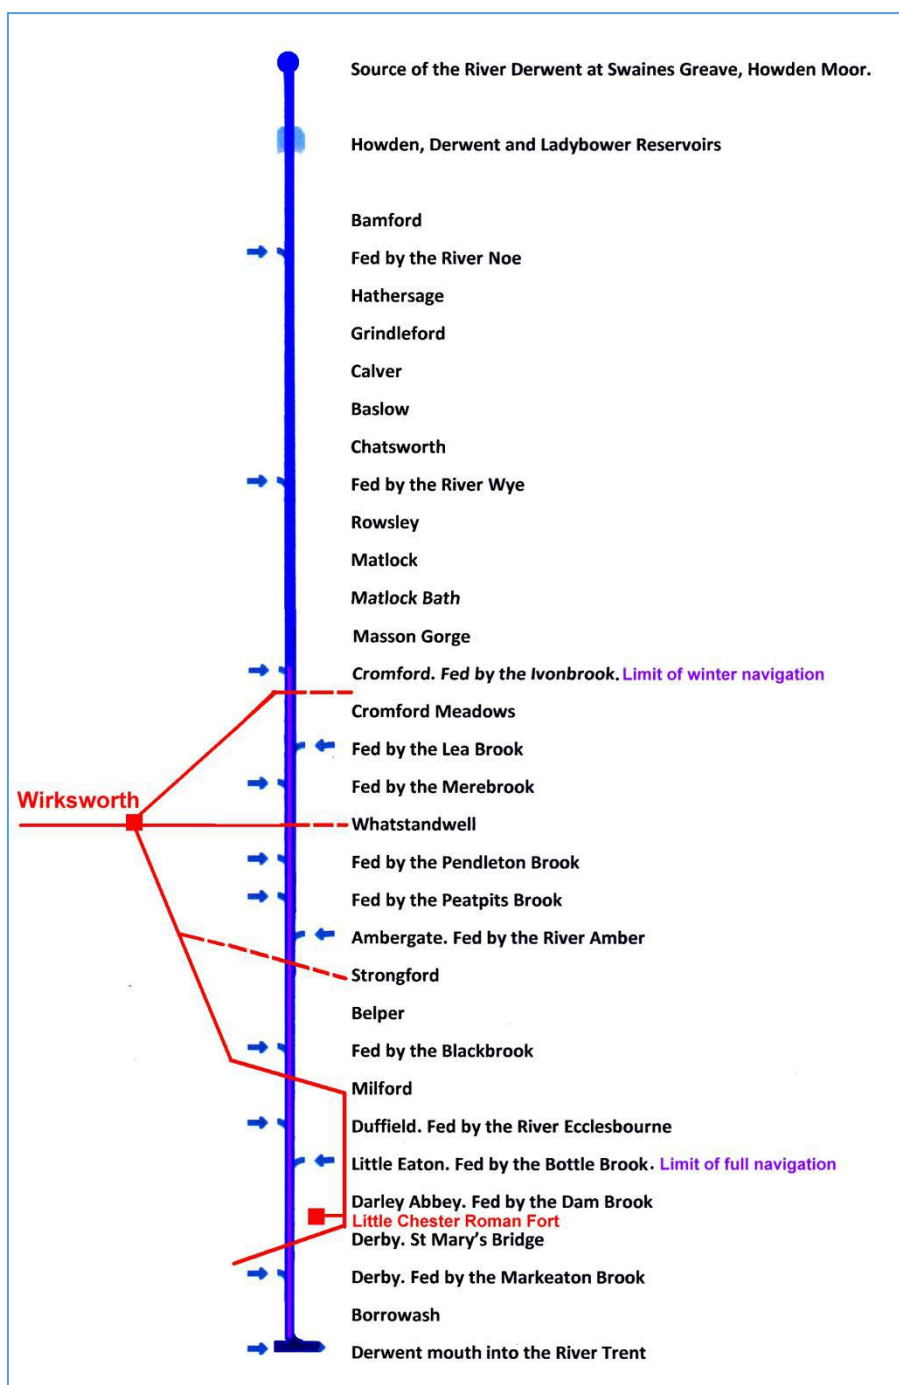 Source of the River Derwent at Swaines Greave, Howden Moor.
Howden, Derwent and Ladybower Reservoirs
Bamford
Fed by the River Noe
Hathersage
Grindleford
Calver
Baslow
Chatsworth
Fed by the River Wye
Rowsley
Matlock
Matlock Bath
Masson Gorge
Cromford. Fed by the Ivonbrook. Limit of winter navigation
Cromford Meadows
Fed by the Lea Brook
Fed by the Merebrook
Wirksworth
Whatstandwell
Fed by the Pendleton Brook
Fed by the Peatpits Brook
Ambergate. Fed by the River Amber
Strongford
Belper
Fed by the Blackbrook
Milford
Duffield. Fed by the River Ecclesbourne
Little Eaton. Fed by the Bottle Brook. Limit of full navigation
Darley Abbey. Fed by the Dam Brook
Little Chester Roman Fort
Derby. St Mary's Bridge
Derby. Fed by the Markeaton Brook
Borrowash
Derwent mouth into the River Trent